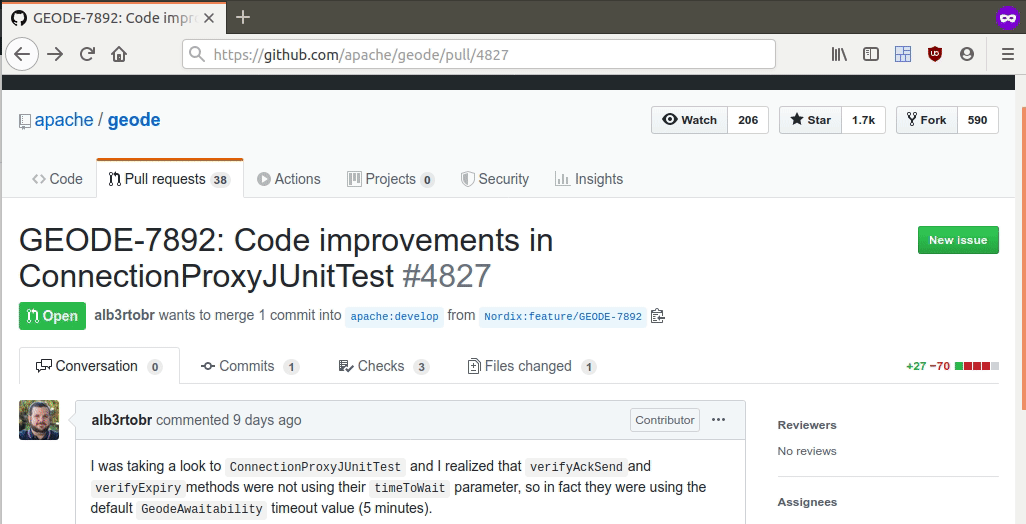 GEODE-7892: Code impr
https://github.com/apache/geode/pull/4827
apache / geode
Watch 206 Star 1.7k Fork 590
Code Pull requests 38 Actions Projects 0 Security Insights
GEODE-7892: Code improvements in
ConnectionProxyJUnitTest #4827
New issue
Open alb3rtobr wants to merge 1 commit into apache:develop from Nordix:feature/GEODE-7892
Conversation 0 Commits 1 Checks 3 Files changed 1 +27 −70
alb3rtobr commented 9 days ago Contributor
I was taking a look to ConnectionProxyJUnitTest and I realized that verifyAckSend and
verifyExpiry methods were not using their timeToWait parameter, so in fact they were using the
default GeodeAwaitability timeout value (5 minutes).
Reviewers
No reviews
Assignees